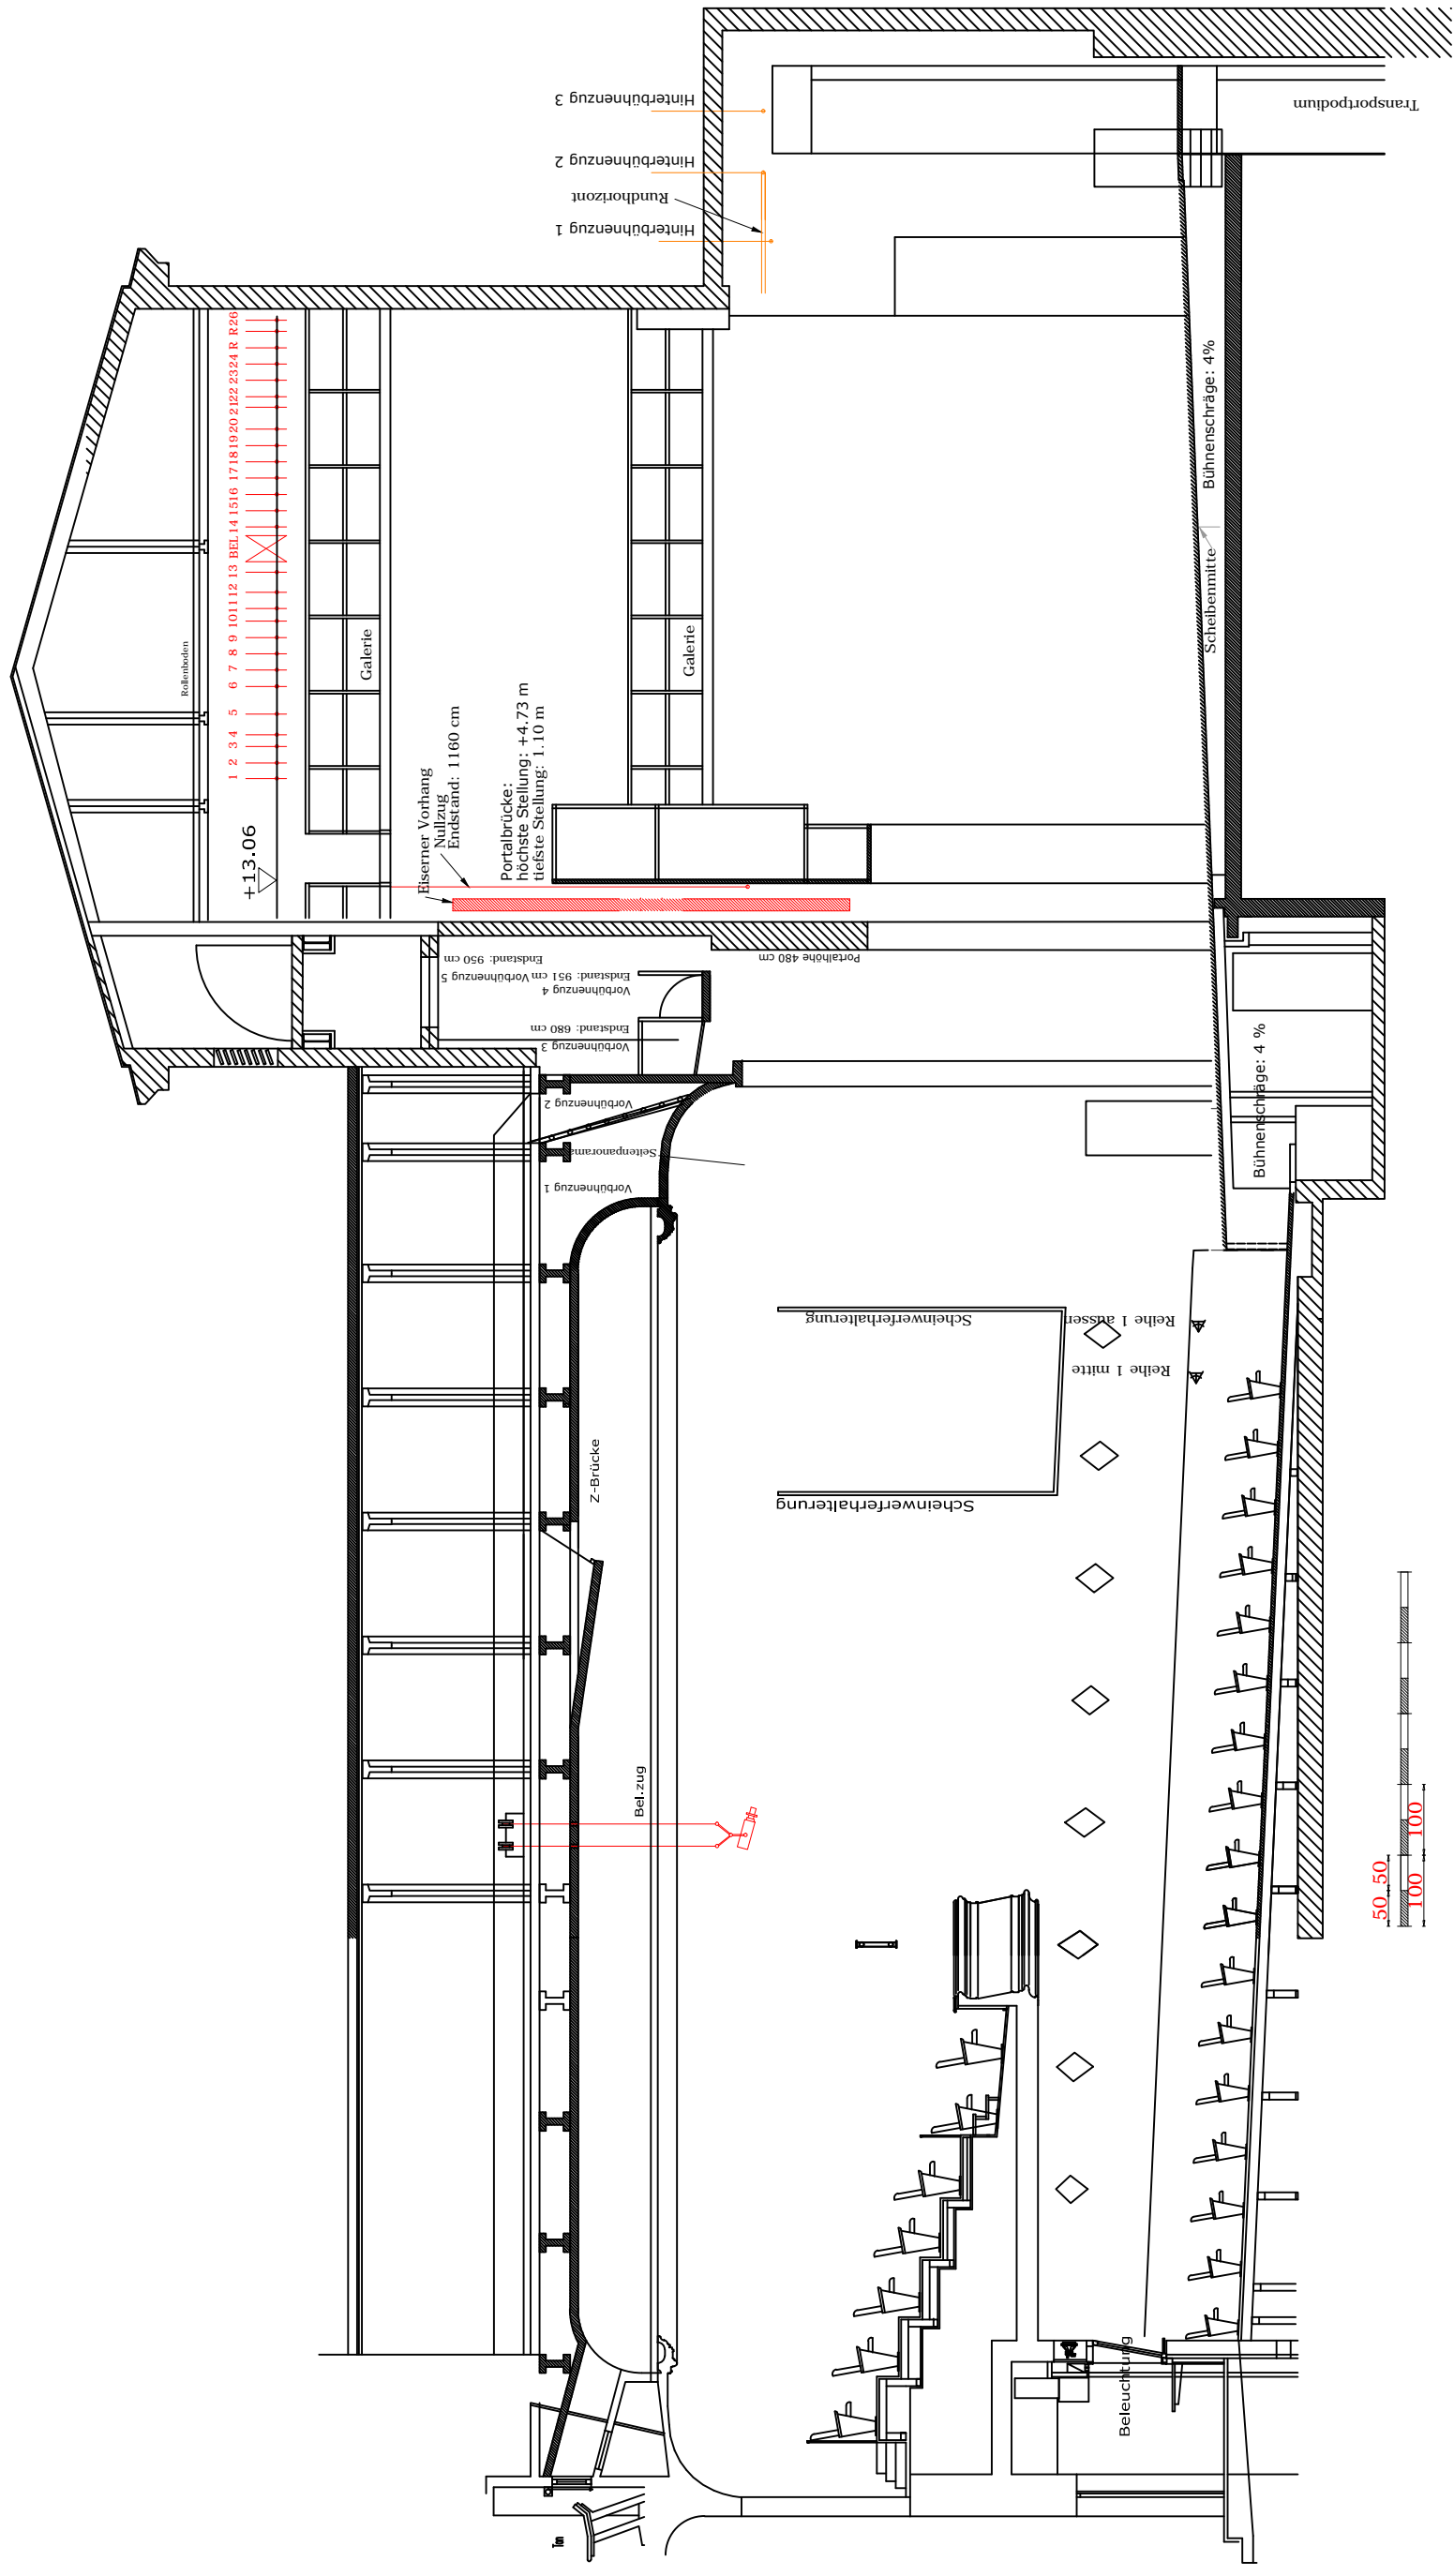 Hinterbühnenzug 3
Hinterbühnenzug 2
Rundhorizont
Hinterbühnenzug 1
Transportpodium
1 2 3 4 5 6 7 8 9 10 11 12 13 BEL 14 15 16 17 18 19 20 21 22 23 24 R R 26
Rollenboden
+13.06
Galerie
Galerie
Eiserner Vorhang
Nullzug
Endstand: 1160 cm
Portalbrücke:
höchste Stellung: +4.73 m
tiefste Stellung: 1.10 m
Bühnenschräge: 4%
Scheibenmitte
Portalhöhe 480 cm
Vorbühnenzug 5
Endstand: 950 cm
Vorbühnenzug 4
Endstand: 951 cm
Vorbühnenzug 3
Endstand: 680 cm
Vorbühnenzug 2
Seitenpanorama
Vorbühnenzug 1
Bühnenschräge: 4 %
Scheinwerferhalterung
Scheinwerferhalterung
Reihe 1 aussen
Reihe 1 mitte
Z-Brücke
Bel.zug
50 50
100 100
Beleuchtung
Ton